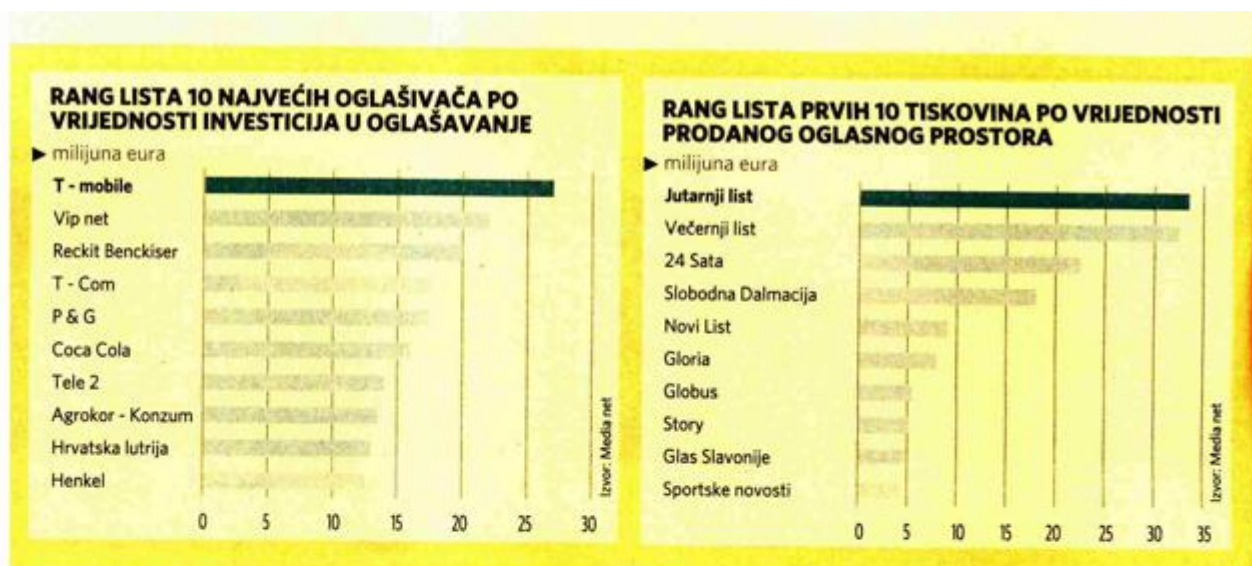 RANG LISTA 10 NAJVEĆIH OGLAŠIVAČA PO
VRIJEDNOSTI INVESTICIJA U OGLAŠAVANJE
milijuna eura
T - mobile
Vip net
Reckit Benckiser
T - Com
P & G
Coca Cola
Tele 2
Agrokor - Konzum
Hrvatska lutrija
Henkel
0 5 10 15 20 25 30
Izvor: Media net
RANG LISTA PRVIH 10 TISKOVINA PO VRIJEDNOSTI
PRODANOG OGLASNOG PROSTORA
milijuna eura
Jutarnji list
Večernji list
24 Sata
Slobodna Dalmacija
Novi List
Gloria
Globus
Story
Glas Slavonije
Sportske novosti
0 5 10 15 20 25 30 35
Izvor: Media net